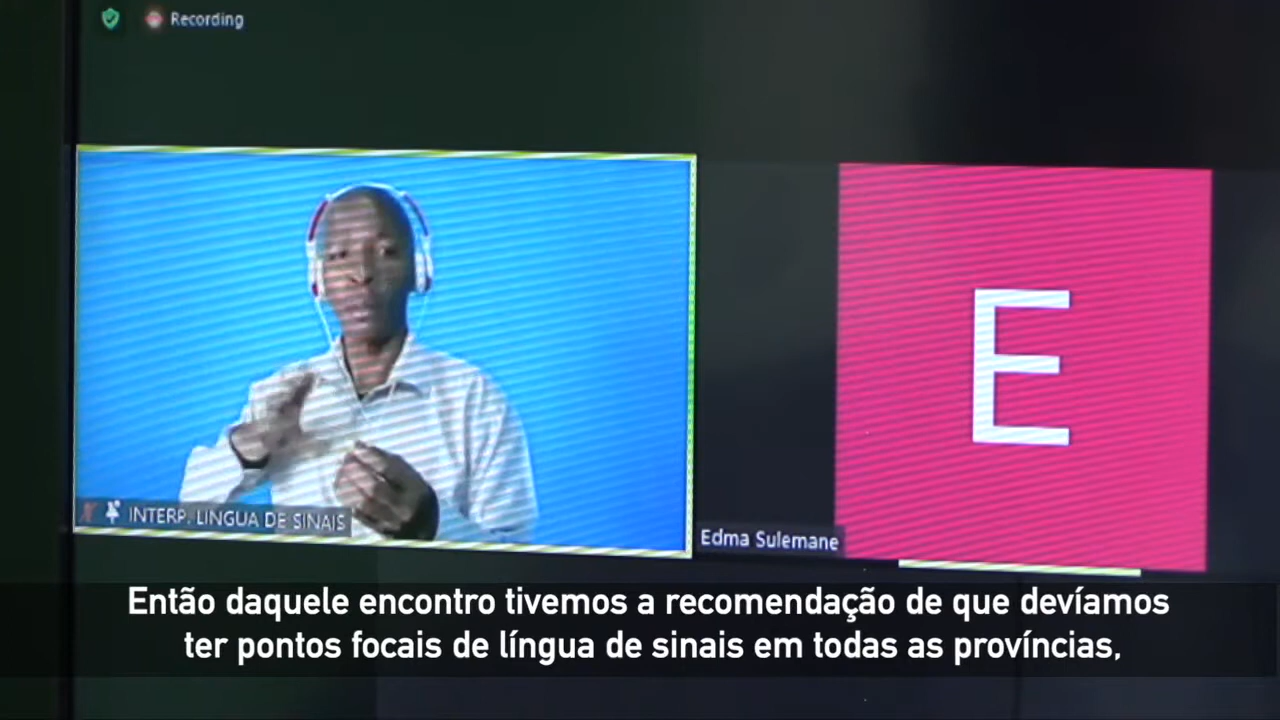 Recording
E
INTERP. LINGUA DE SINAIS
Edma Sulemane
Então daquele encontro tivemos a recomendação de que devíamos
ter pontos focais de língua de sinais em todas as províncias,